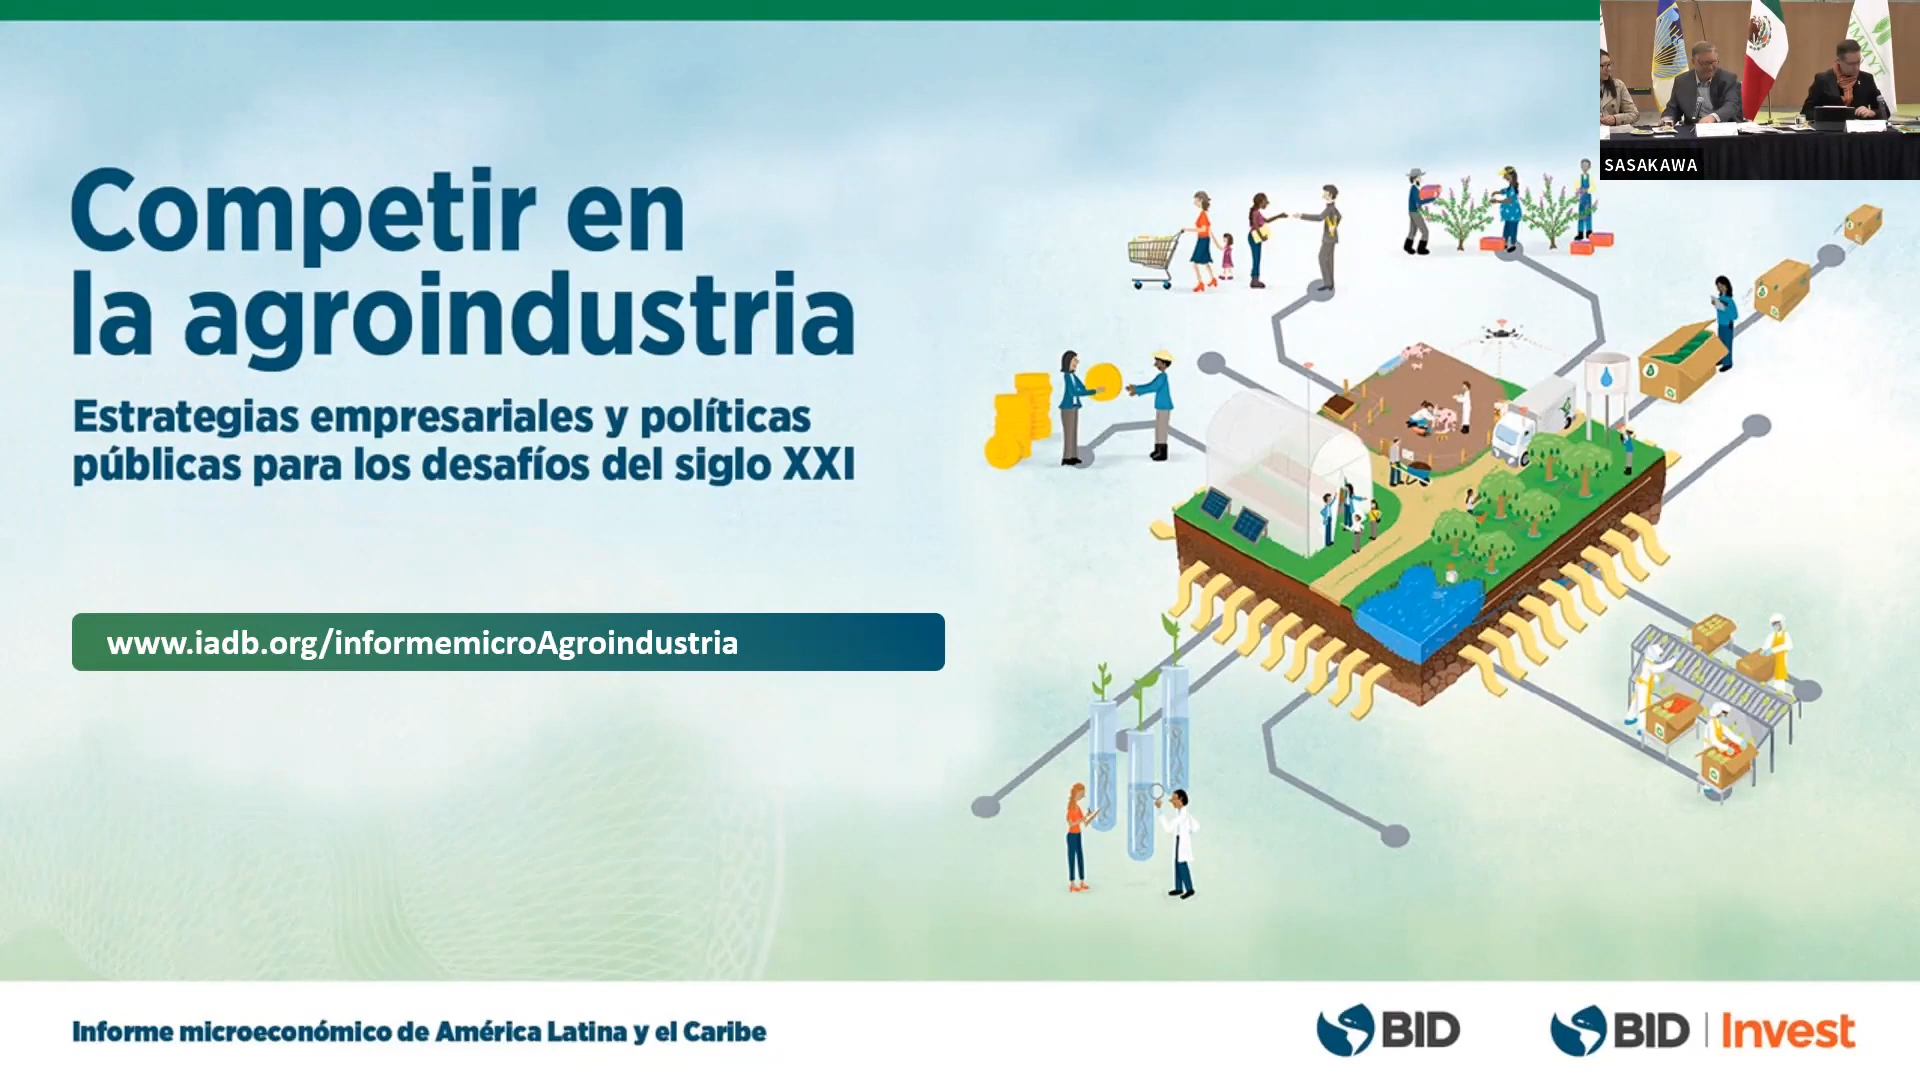 Competir en
la agroindustria
Estrategias empresariales y políticas
públicas para los desafíos del siglo XXI
www.iadb.org/informemicroAgroindustria
Informe microeconómico de América Latina y el Caribe
BID
BID | Invest
SASAKAWA
IMMYT